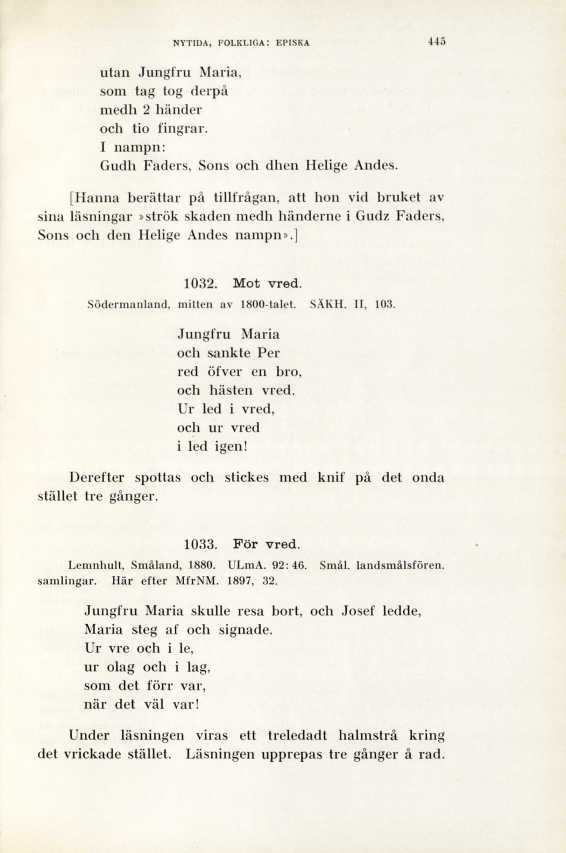 NYTIDA, FOLKLIGA: EPISKA 445
utan Jungfru Maria,
som tag tog derpå
medh 2 händer
och tio fingrar.
I nampn:
Gudh Faders, Sons och dhen Helige Andes.
[Hanna berättar på tillfrågan, att hon vid bruket av
sina läsningar »strök skaden medh händerne i Gudz Faders,
Sons och den Helige Andes nampn».]
1032. Mot vred.
Södermanland, mitten av 1800-talet. SÄKH. II, 103.
Jungfru Maria
och sankte Per
red öfver en bro,
och hästen vred.
Ur led i vred,
och ur vred
i led igen!
Derefter spottas och stickes med knif på det onda
stället tre gånger.
1033. För vred.
Lemnhult, Småland, 1880. ULmA. 92: 46. Smål. landsmålsfören.
samlingar. Här efter MfrNM. 1897, 32.
Jungfru Maria skulle resa bort, och Josef ledde,
Maria steg af och signade.
Ur vre och i le,
ur olag och i lag,
som det förr var,
när det väl var!
Under läsningen viras ett treledadt halmstrå kring
det vrickade stället. Läsningen upprepas tre gånger å rad.